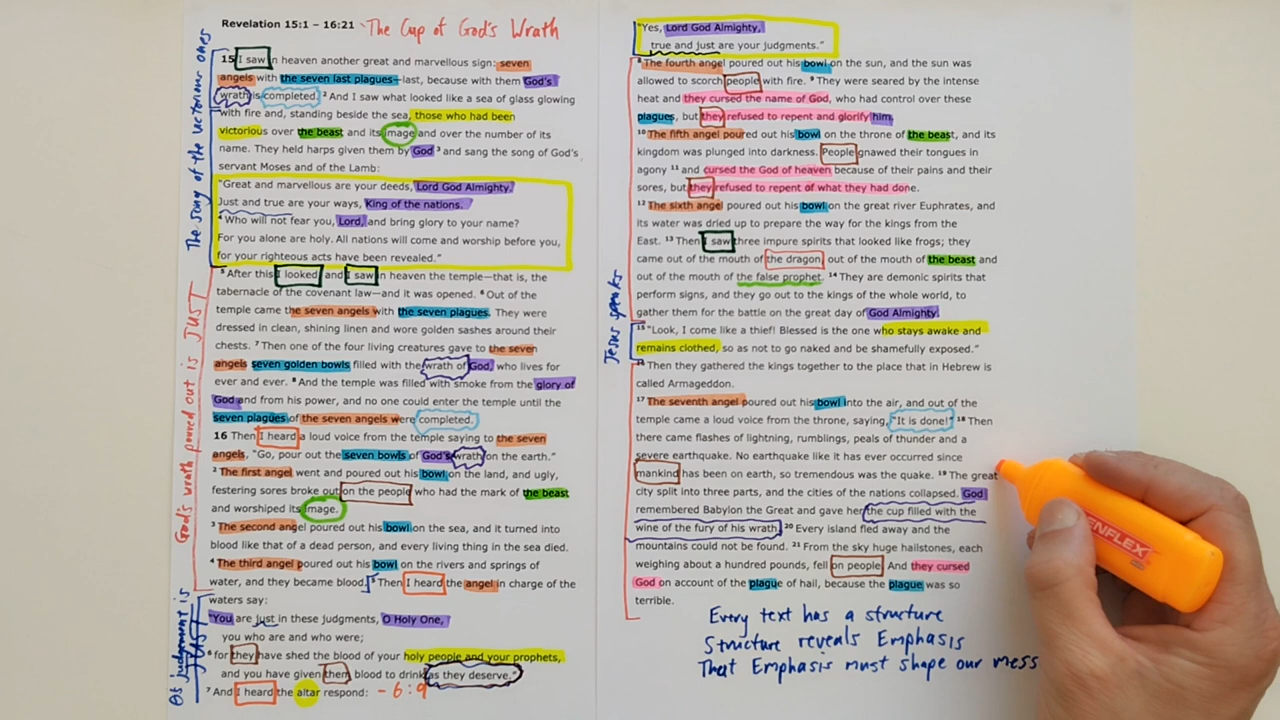 Revelation 15:1 – 16:21 The Cup of God's Wrath
The song of the victorious ones
15 I saw in heaven another great and marvellous sign: seven
angels with the seven last plagues—last, because with them God's
wrath is completed. 2 And I saw what looked like a sea of glass glowing
with fire and, standing beside the sea, those who had been
victorious over the beast and its image and over the number of its
name. They held harps given them by God 3 and sang the song of God's
servant Moses and of the Lamb:
"Great and marvellous are your deeds, Lord God Almighty.
Just and true are your ways, King of the nations.
4 Who will not fear you, Lord, and bring glory to your name?
For you alone are holy. All nations will come and worship before you,
for your righteous acts have been revealed."
God's wrath poured out is JUST
5 After this I looked and I saw in heaven the temple—that is, the
tabernacle of the covenant law—and it was opened. 6 Out of the
temple came the seven angels with the seven plagues. They were
dressed in clean, shining linen and wore golden sashes around their
chests. 7 Then one of the four living creatures gave to the seven
angels seven golden bowls filled with the wrath of God, who lives for
ever and ever. 8 And the temple was filled with smoke from the glory of
God and from his power, and no one could enter the temple until the
seven plagues of the seven angels were completed.
16 Then I heard a loud voice from the temple saying to the seven
angels, "Go, pour out the seven bowls of God's wrath on the earth."
2 The first angel went and poured out his bowl on the land, and ugly,
festering sores broke out on the people who had the mark of the beast
and worshiped its image.
3 The second angel poured out his bowl on the sea, and it turned into
blood like that of a dead person, and every living thing in the sea died.
4 The third angel poured out his bowl on the rivers and springs of
water, and they became blood. 5 Then I heard the angel in charge of the
waters say:
judgement is JUST
"You are just in these judgments, O Holy One,
you who are and who were;
6 for they have shed the blood of your holy people and your prophets,
and you have given them blood to drink as they deserve."
7 And I heard the altar respond: - 6:9
"Yes, Lord God Almighty,
true and just are your judgments."
8 The fourth angel poured out his bowl on the sun, and the sun was
allowed to scorch people with fire. 9 They were seared by the intense
heat and they cursed the name of God, who had control over these
plagues, but they refused to repent and glorify him.
10 The fifth angel poured out his bowl on the throne of the beast, and its
kingdom was plunged into darkness. People gnawed their tongues in
agony 11 and cursed the God of heaven because of their pains and their
sores, but they refused to repent of what they had done.
12 The sixth angel poured out his bowl on the great river Euphrates, and
its water was dried up to prepare the way for the kings from the
East. 13 Then I saw three impure spirits that looked like frogs; they
came out of the mouth of the dragon, out of the mouth of the beast and
out of the mouth of the false prophet. 14 They are demonic spirits that
perform signs, and they go out to the kings of the whole world, to
gather them for the battle on the great day of God Almighty.
Jesus speaks
15 "Look, I come like a thief! Blessed is the one who stays awake and
remains clothed, so as not to go naked and be shamefully exposed."
16 Then they gathered the kings together to the place that in Hebrew is
called Armageddon.
17 The seventh angel poured out his bowl into the air, and out of the
temple came a loud voice from the throne, saying, "It is done!" 18 Then
there came flashes of lightning, rumblings, peals of thunder and a
severe earthquake. No earthquake like it has ever occurred since
mankind has been on earth, so tremendous was the quake. 19 The great
city split into three parts, and the cities of the nations collapsed. God
remembered Babylon the Great and gave her the cup filled with the
wine of the fury of his wrath. 20 Every island fled away and the
mountains could not be found. 21 From the sky huge hailstones, each
weighing about a hundred pounds, fell on people. And they cursed
God on account of the plague of hail, because the plague was so
terrible.
Every text has a structure
Structure reveals Emphasis
That Emphasis must shape our mess